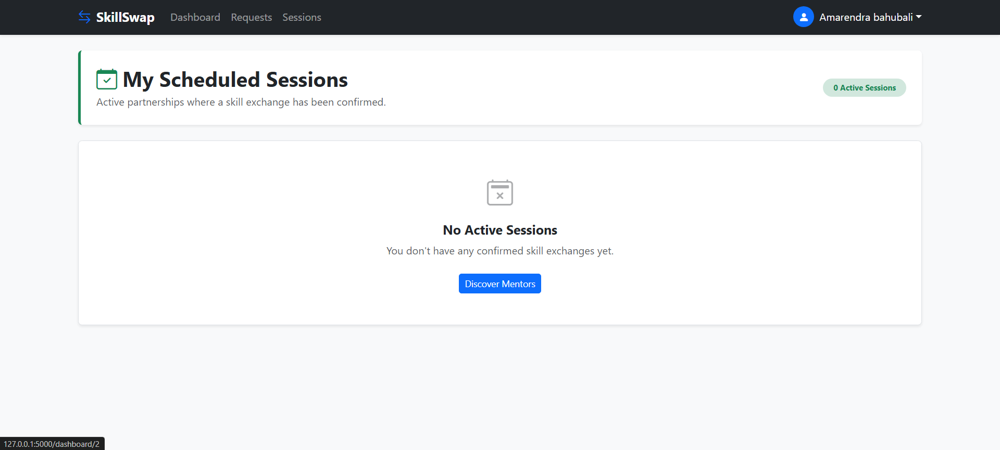 SkillSwap Dashboard Requests Sessions Amarendra bahubali
My Scheduled Sessions
Active partnerships where a skill exchange has been confirmed.
0 Active Sessions
No Active Sessions
You don't have any confirmed skill exchanges yet.
Discover Mentors
127.0.0.1:5000/dashboard/2